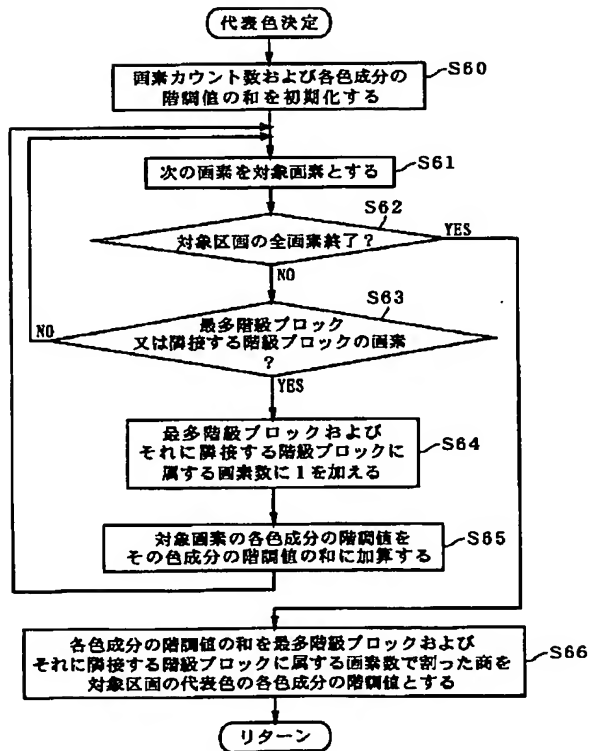 代表色決定
画素カウント数および各色成分の
階調値の和を初期化する
S60
次の画素を対象画素とする
S61
S62
対象区画の全画素終了?
YES
NO
S63
最多階級ブロック
又は隣接する階級ブロックの画素
?
NO
YES
最多階級ブロックおよび
それに隣接する階級ブロックに
属する画素数に1を加える
S64
対象画素の各色成分の階調値を
その色成分の階調値の和に加算する
S65
各色成分の階調値の和を最多階級ブロックおよび
それに隣接する階級ブロックに属する画素数で割った商を
対象区画の代表色の各色成分の階調値とする
S66
リターン